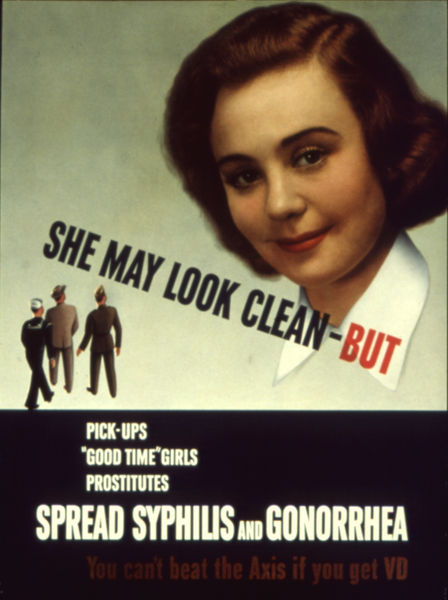 SHE MAY LOOK CLEAN-BUT
PICK-UPS
"GOOD TIME" GIRLS
PROSTITUTES
SPREAD SYPHILIS AND GONORRHEA
You can't beat the Axis if you get VD